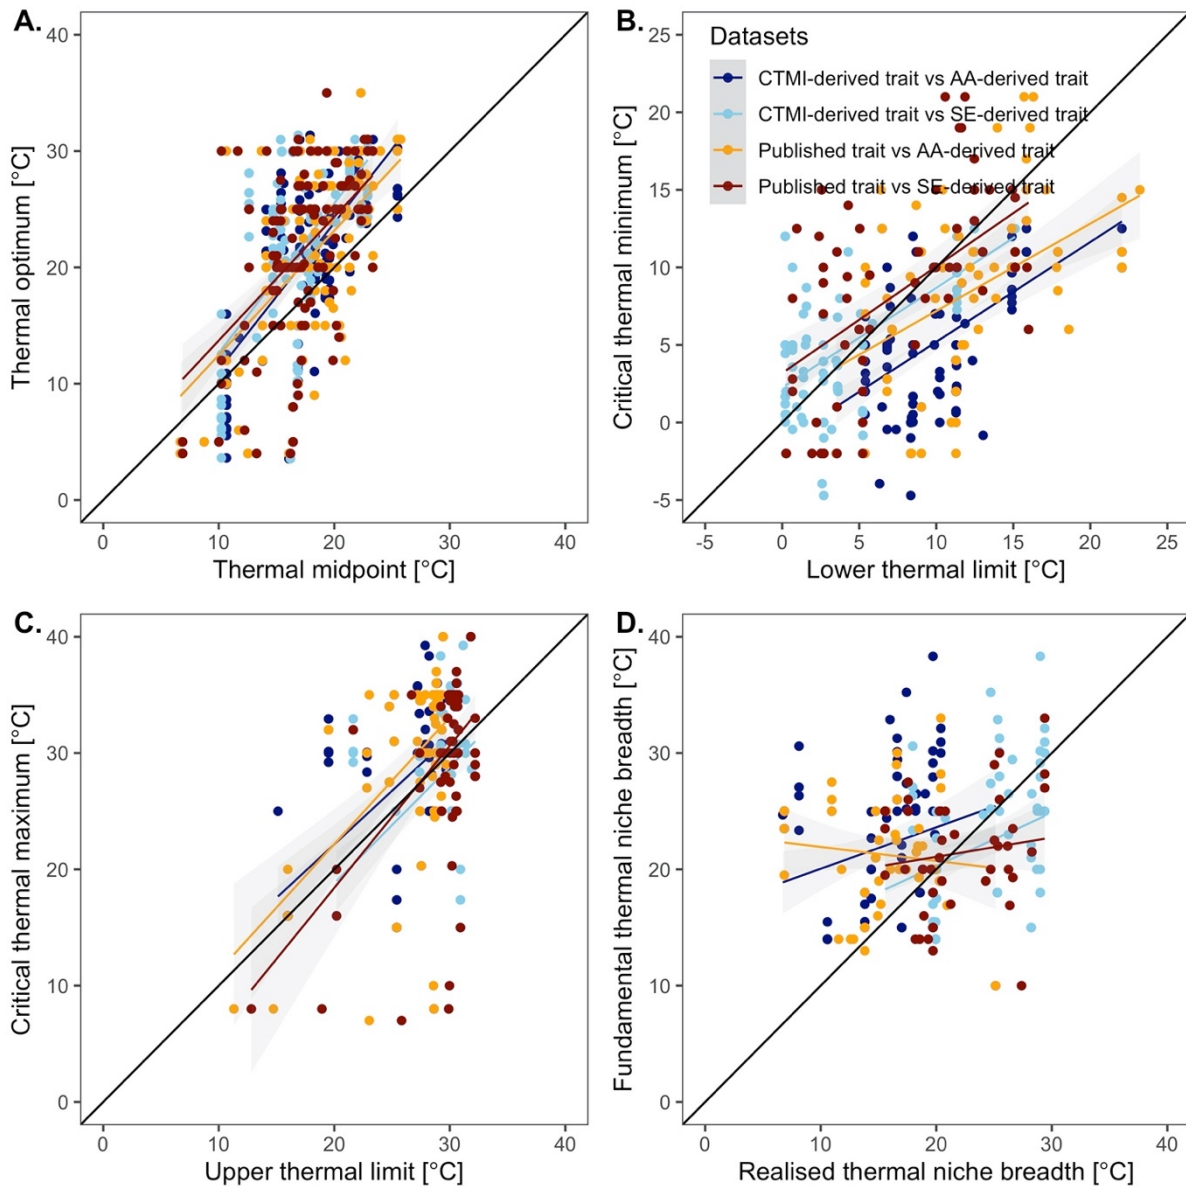 A.
40
30
20
10
0
Thermal optimum [°C]
0 10 20 30 40
Thermal midpoint [°C]
B.
25
20
15
10
5
0
-5
Critical thermal minimum [°C]
Datasets
CTMI-derived trait vs AA-derived trait
CTMI-derived trait vs SE-derived trait
Published trait vs AA-derived trait
Published trait vs SE-derived trait
-5 0 5 10 15 20 25
Lower thermal limit [°C]
C.
40
30
20
10
0
Critical thermal maximum [°C]
0 10 20 30 40
Upper thermal limit [°C]
D.
40
30
20
10
0
Fundamental thermal niche breadth [°C]
0 10 20 30 40
Realised thermal niche breadth [°C]